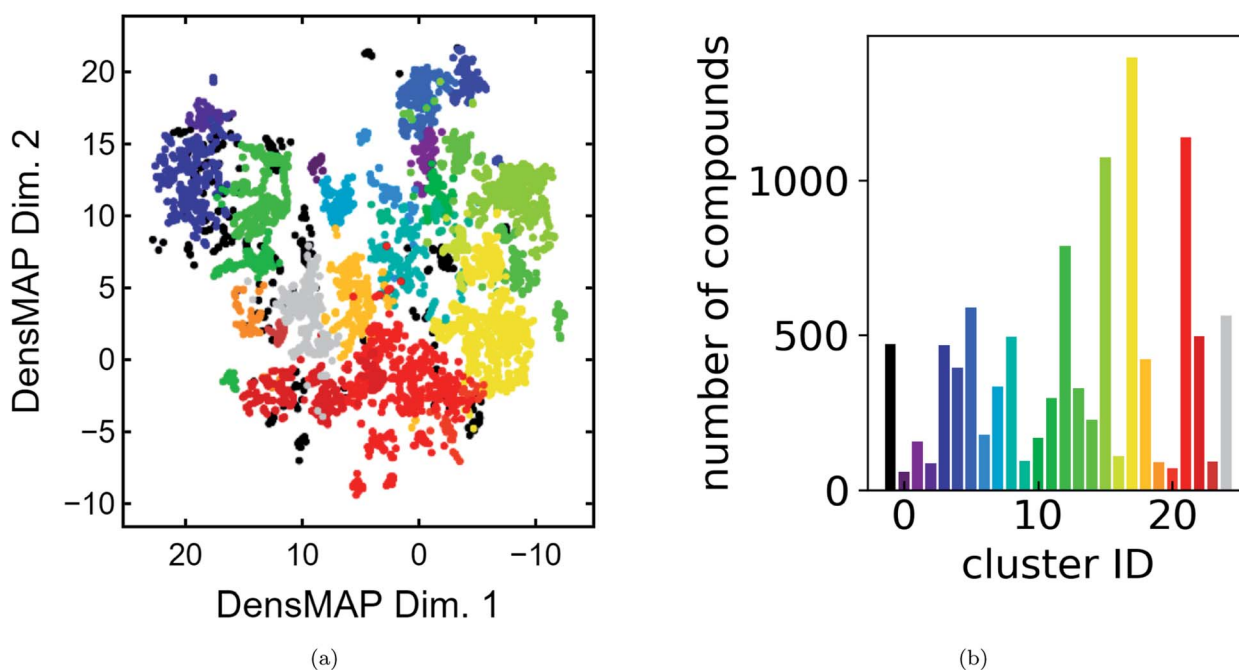 DensMAP Dim. 2
20
15
10
5
0
−5
−10
20 10 0 −10
DensMAP Dim. 1
(a)
number of compounds
1000
500
0
0 10 20
cluster ID
(b)